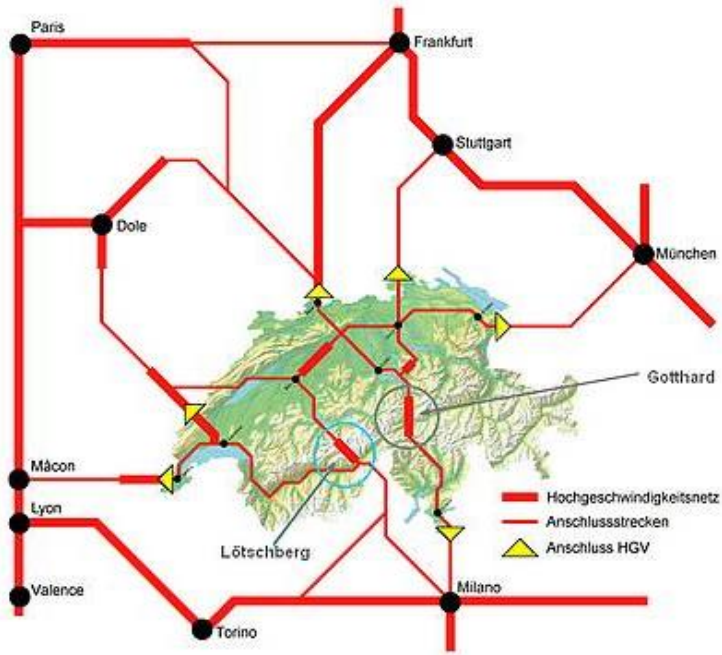 Paris
Frankfurt
Stuttgart
Dole
München
Gotthard
Mâcon
Hochgeschwindigkeitsnetz
Lyon
Anschlussstrecken
Lötschberg
Anschluss HGV
Valence
Milano
Torino